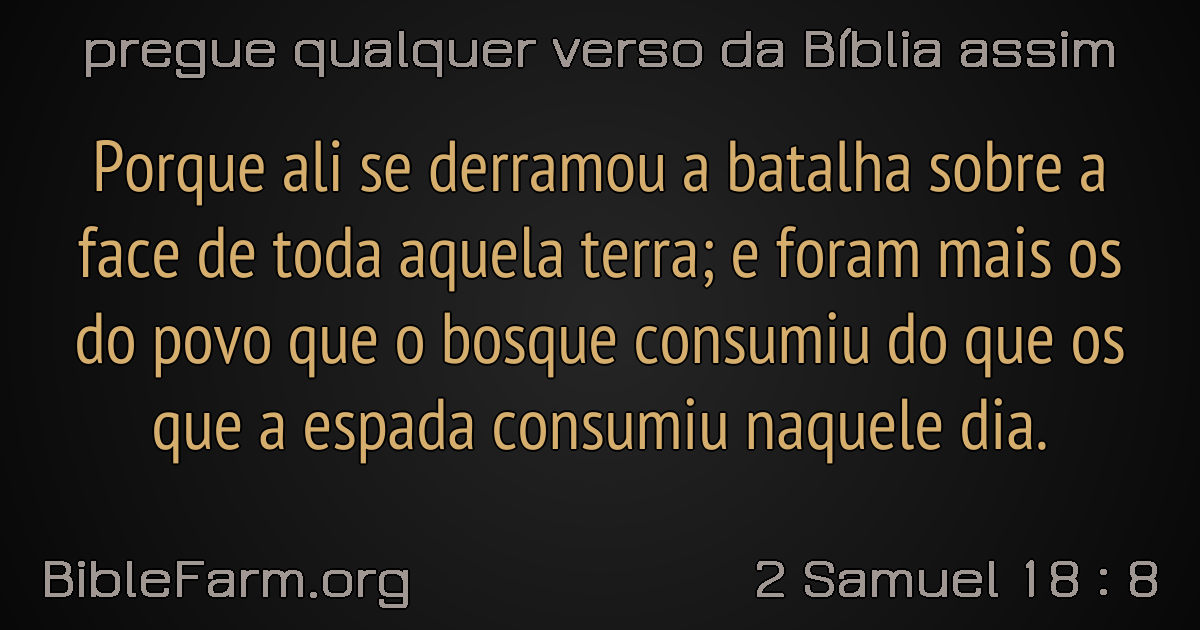 pregue qualquer verso da Bíblia assim
Porque ali se derramou a batalha sobre a
face de toda aquela terra; e foram mais os
do povo que o bosque consumiu do que os
que a espada consumiu naquele dia.
BibleFarm.org
2 Samuel 18 : 8